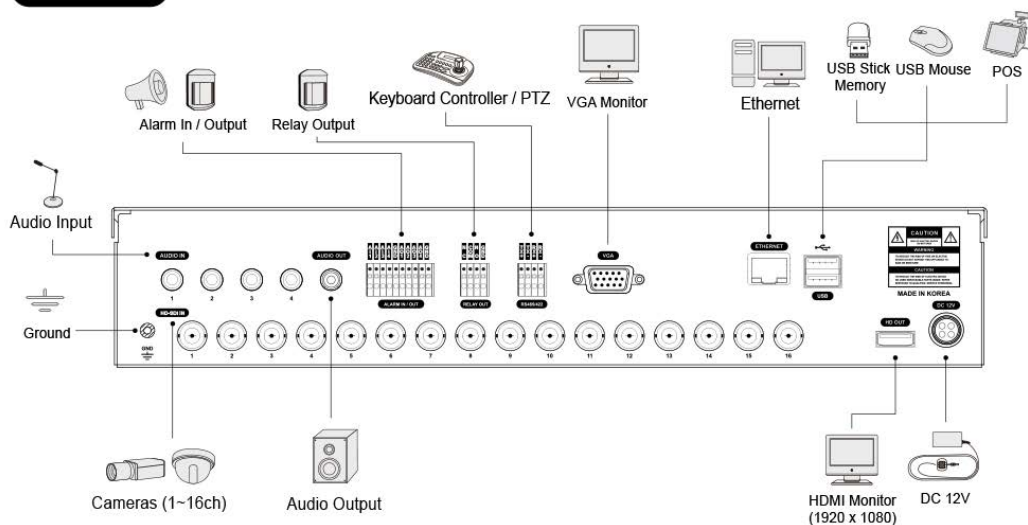 USB Stick
Memory
USB Mouse
POS
Keyboard Controller / PTZ
VGA Monitor
Ethernet
Alarm In / Output
Relay Output
Audio Input
AUDIO IN
AUDIO OUT
VGA
ETHERNET
CAUTION
WARNING
CAUTION
1
2
3
4
ALARM IN / OUT
RELAY OUT
RS485/422
USB
MADE IN KOREA
DC 12V
HD OUT
Ground
HD-SDI IN
GND
1
2
3
4
5
6
7
8
9
10
11
12
13
14
15
16
Cameras (1~16ch)
Audio Output
HDMI Monitor
(1920 x 1080)
DC 12V